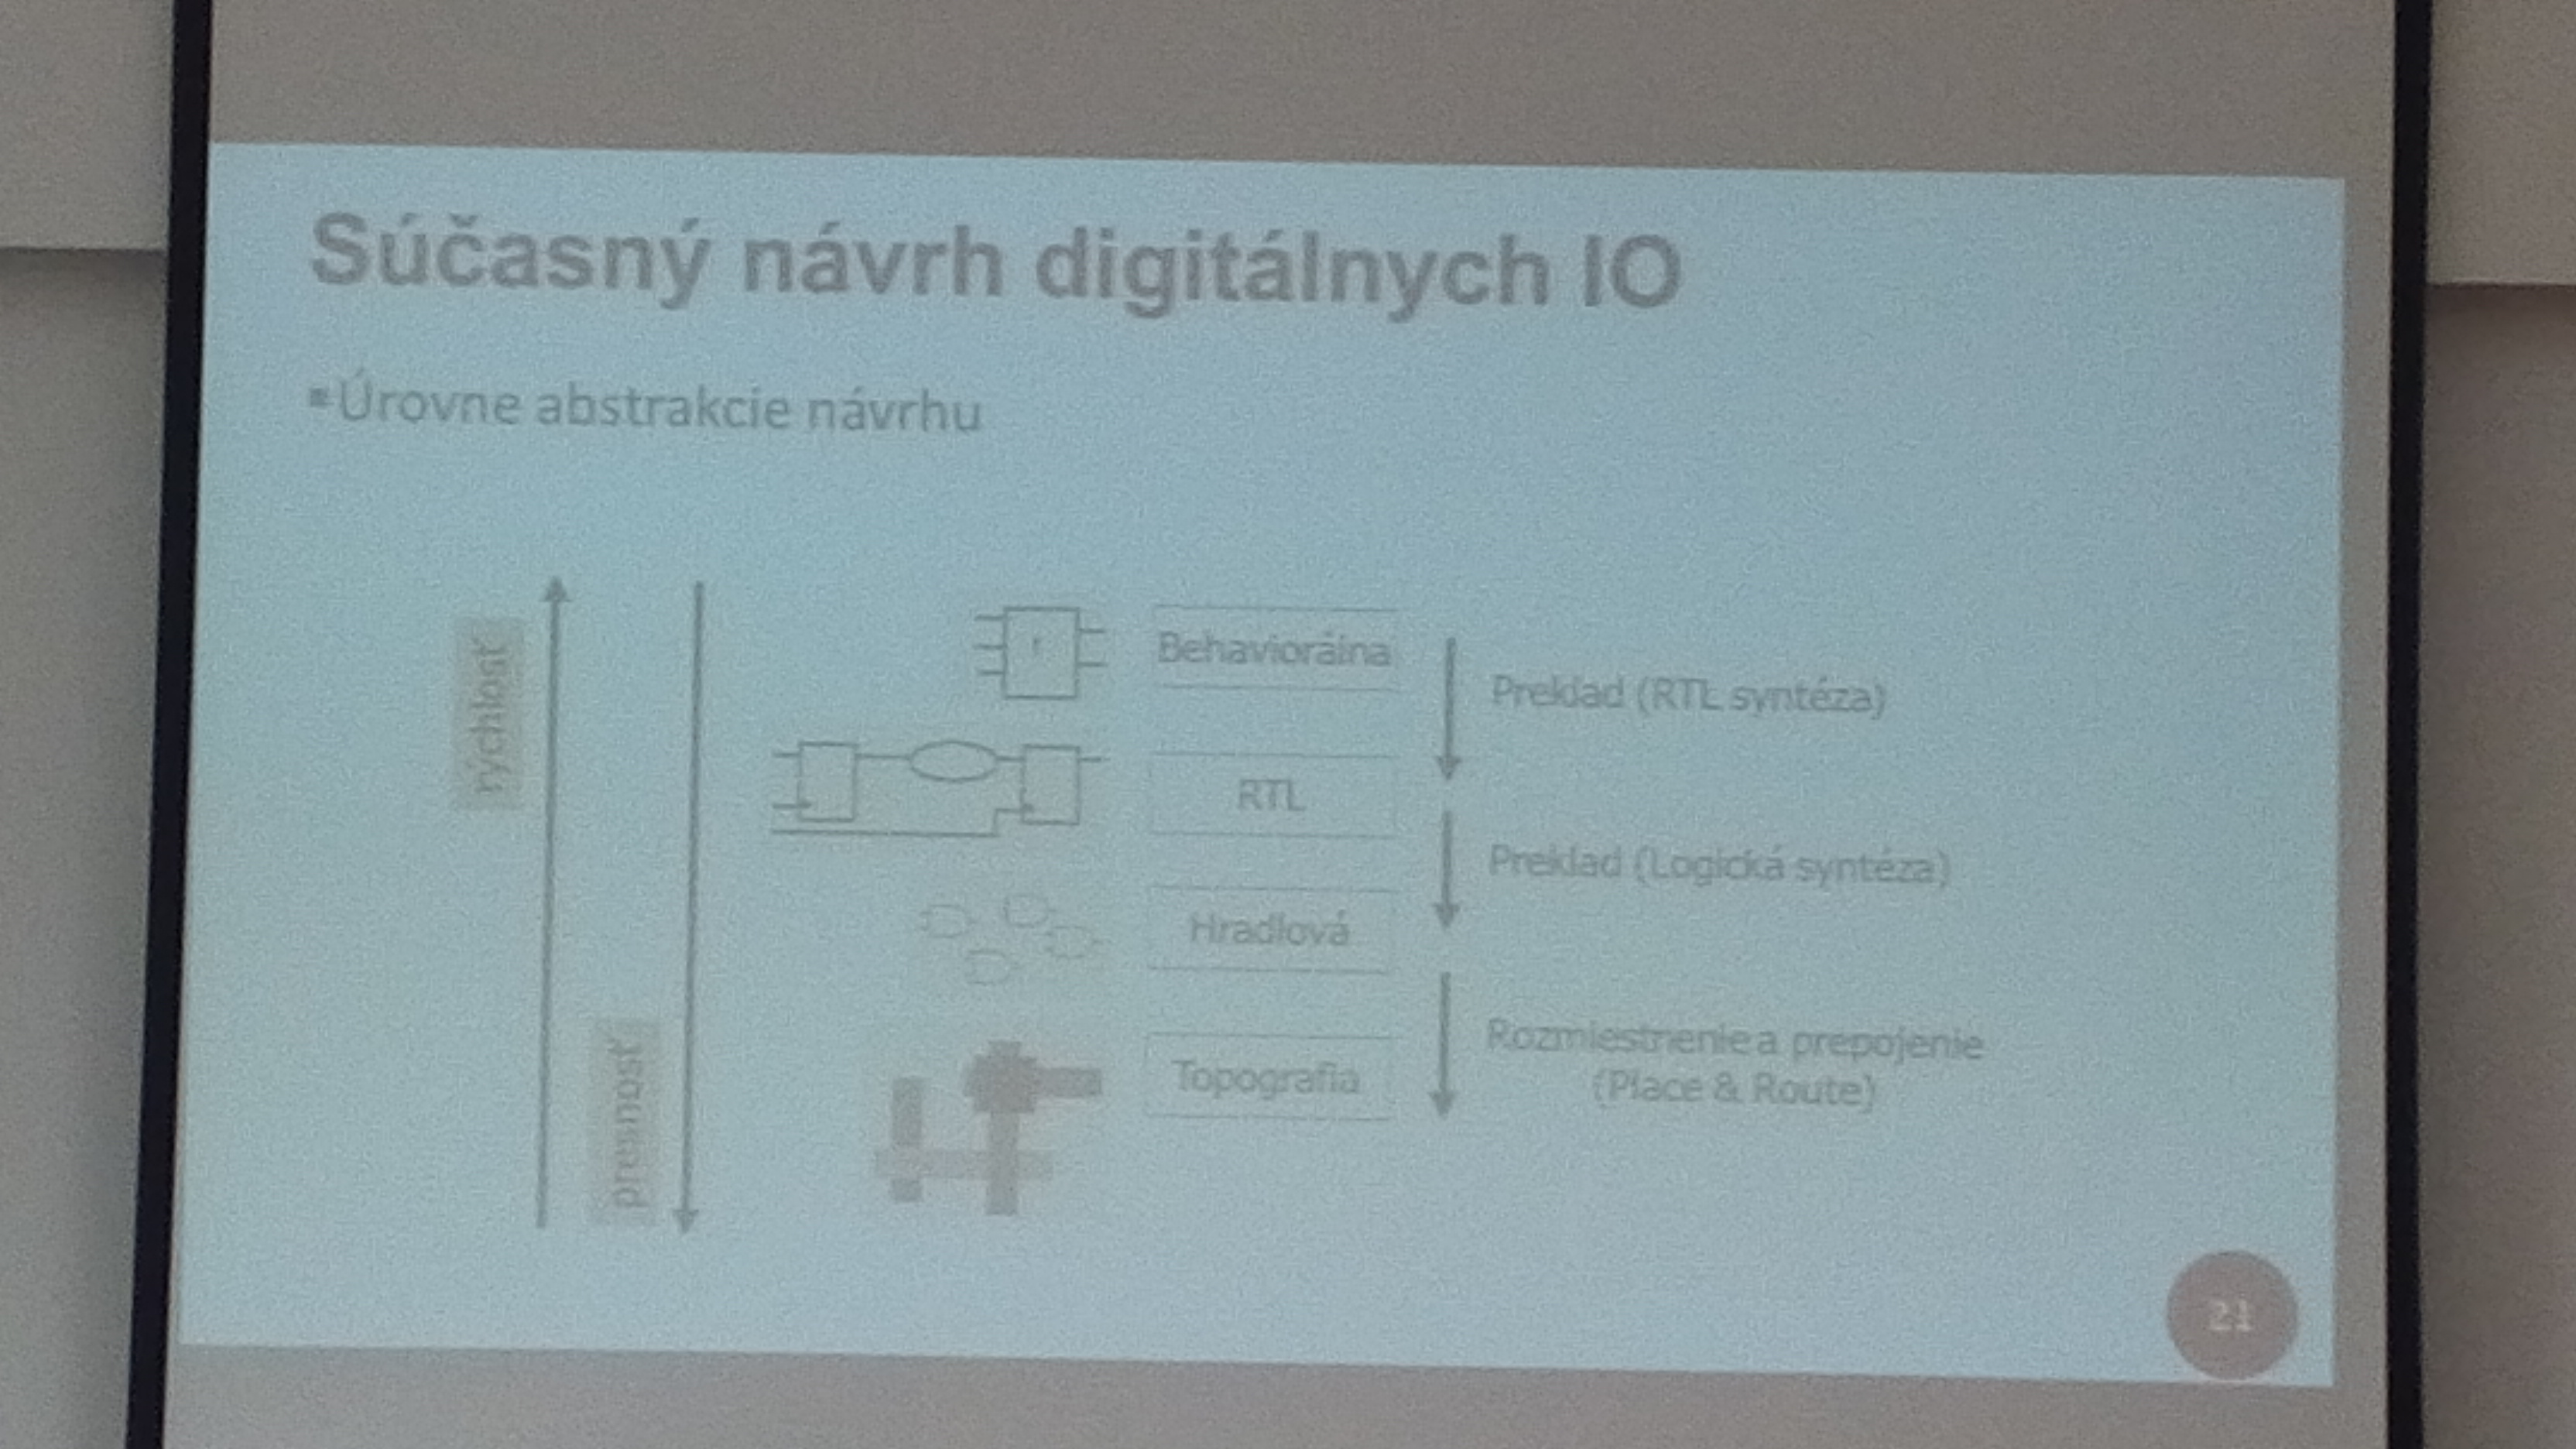 Súčasný návrh digitálnych IO
▪Úrovne abstrakcie návrhu
rýchlosť
presnosť
Behaviorálna
Preklad (RTL syntéza)
RTL
Preklad (Logická syntéza)
Hradlová
Topografia
Rozmiestnenie a prepojenie
(Place & Route)
21